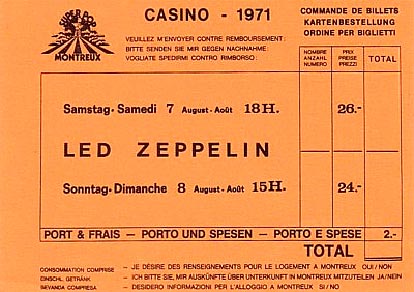 SUPER POP
MONTREUX
CASINO - 1971
COMMANDE DE BILLETS
KARTENBESTELLUNG
ORDINE PER BIGLIETTI
VEUILLEZ M'ENVOYER CONTRE REMBOURSEMENT:
BITTE SENDEN SIE MIR GEGEN NACHNAHME:
VOGLIATE SPEDIRMI CONTRO RIMBORSO:
NOMBRE
ANZAHL
NUMERO
PRIX
PREISE
(PREZZI)
TOTAL
Samstag-Samedi 7 August-Août 18H. 26.-
LED ZEPPELIN
Sonntag-Dimanche 8 August-Août 15H. 24.-
PORT & FRAIS — PORTO UND SPESEN — PORTO E SPESE 2.-
TOTAL
CONSOMMATION COMPRISE - JE DÉSIRE DES RENSEIGNEMENTS POUR LE LOGEMENT A MONTREUX OUI / NON
EINSCHL. GETRÄNK - ICH BITTE SIE, MIR AUSKÜNFTE ÜBER UNTERKUNFT IN MONTREUX MITZUTEILEN JA/NEIN
BEVANDA COMPRESA - DESIDERO INFORMAZIONI PER L'ALLOGGIO A MONTREUX SI / NO